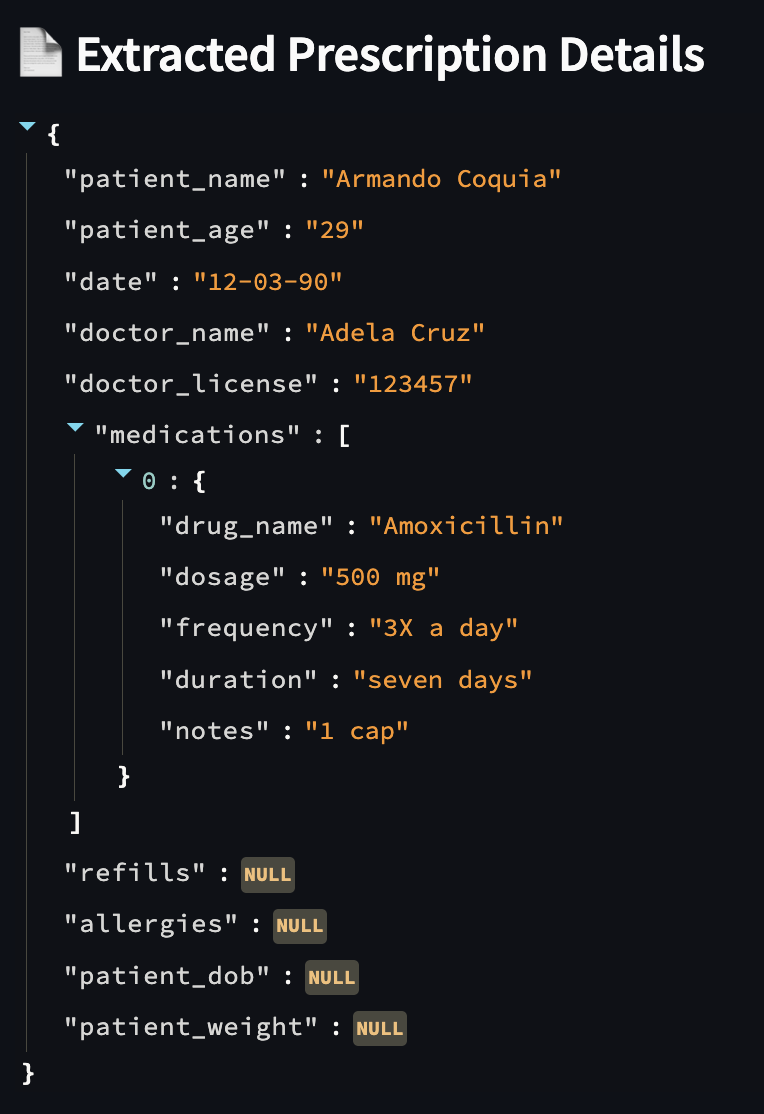 Extracted Prescription Details
{
"patient_name" : "Armando Coquia"
"patient_age" : "29"
"date" : "12-03-90"
"doctor_name" : "Adela Cruz"
"doctor_license" : "123457"
"medications" : [
0 : {
"drug_name" : "Amoxicillin"
"dosage" : "500 mg"
"frequency" : "3X a day"
"duration" : "seven days"
"notes" : "1 cap"
}
]
"refills" : NULL
"allergies" : NULL
"patient_dob" : NULL
"patient_weight" : NULL
}